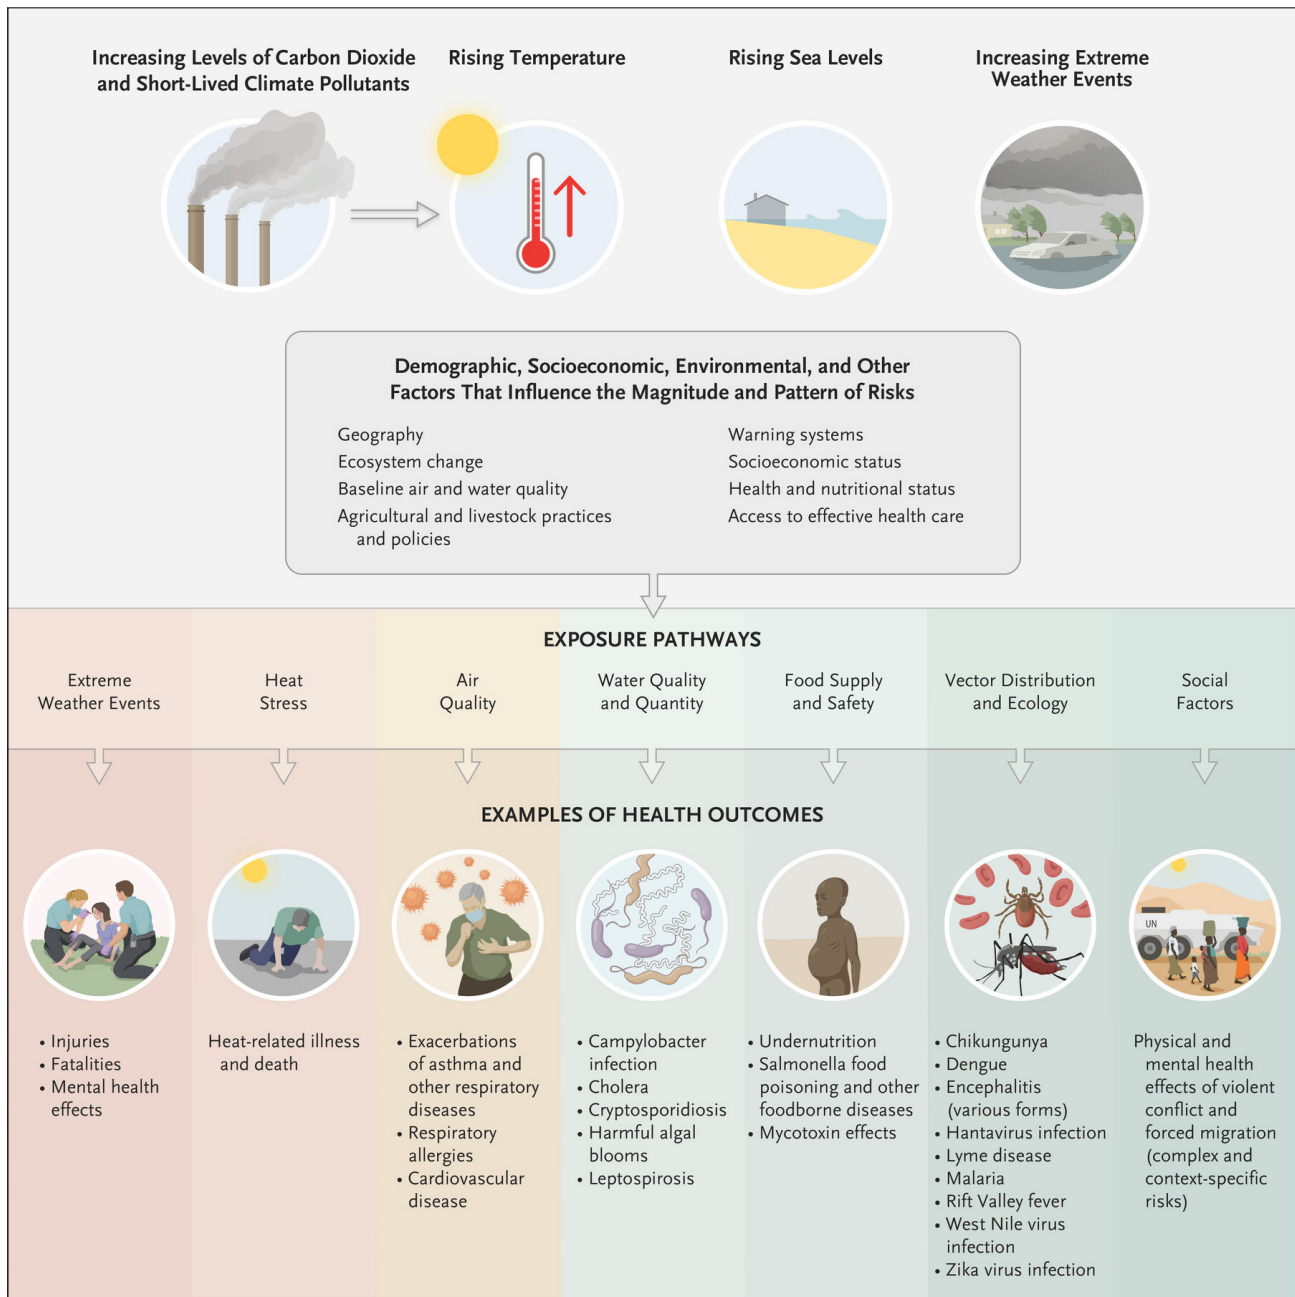 Increasing Levels of Carbon Dioxide
and Short-Lived Climate Pollutants
Rising Temperature
Rising Sea Levels
Increasing Extreme
Weather Events
Demographic, Socioeconomic, Environmental, and Other
Factors That Influence the Magnitude and Pattern of Risks
Geography
Ecosystem change
Baseline air and water quality
Agricultural and livestock practices
and policies
Warning systems
Socioeconomic status
Health and nutritional status
Access to effective health care
EXPOSURE PATHWAYS
Extreme
Weather Events
Heat
Stress
Air
Quality
Water Quality
and Quantity
Food Supply
and Safety
Vector Distribution
and Ecology
Social
Factors
EXAMPLES OF HEALTH OUTCOMES
UN
• Injuries
• Fatalities
• Mental health
effects
Heat-related illness
and death
• Exacerbations
of asthma and
other respiratory
diseases
• Respiratory
allergies
• Cardiovascular
disease
• Campylobacter
infection
• Cholera
• Cryptosporidiosis
• Harmful algal
blooms
• Leptospirosis
• Undernutrition
• Salmonella food
poisoning and other
foodborne diseases
• Mycotoxin effects
• Chikungunya
• Dengue
• Encephalitis
(various forms)
• Hantavirus infection
• Lyme disease
• Malaria
• Rift Valley fever
• West Nile virus
infection
• Zika virus infection
Physical and
mental health
effects of violent
conflict and
forced migration
(complex and
context-specific
risks)